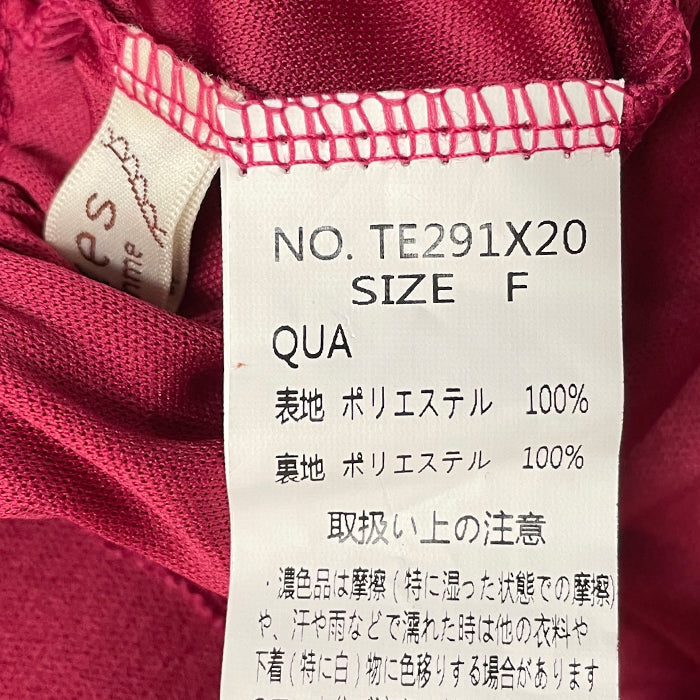 NO. TE291X20
SIZE F
QUA
表地 ポリエステル 100%
裏地 ポリエステル 100%
取扱い上の注意
・濃色品は摩擦(特に湿った状態での摩擦)
や、汗や雨などで濡れた時は他の衣料や
下着(特に白)物に色移りする場合があります